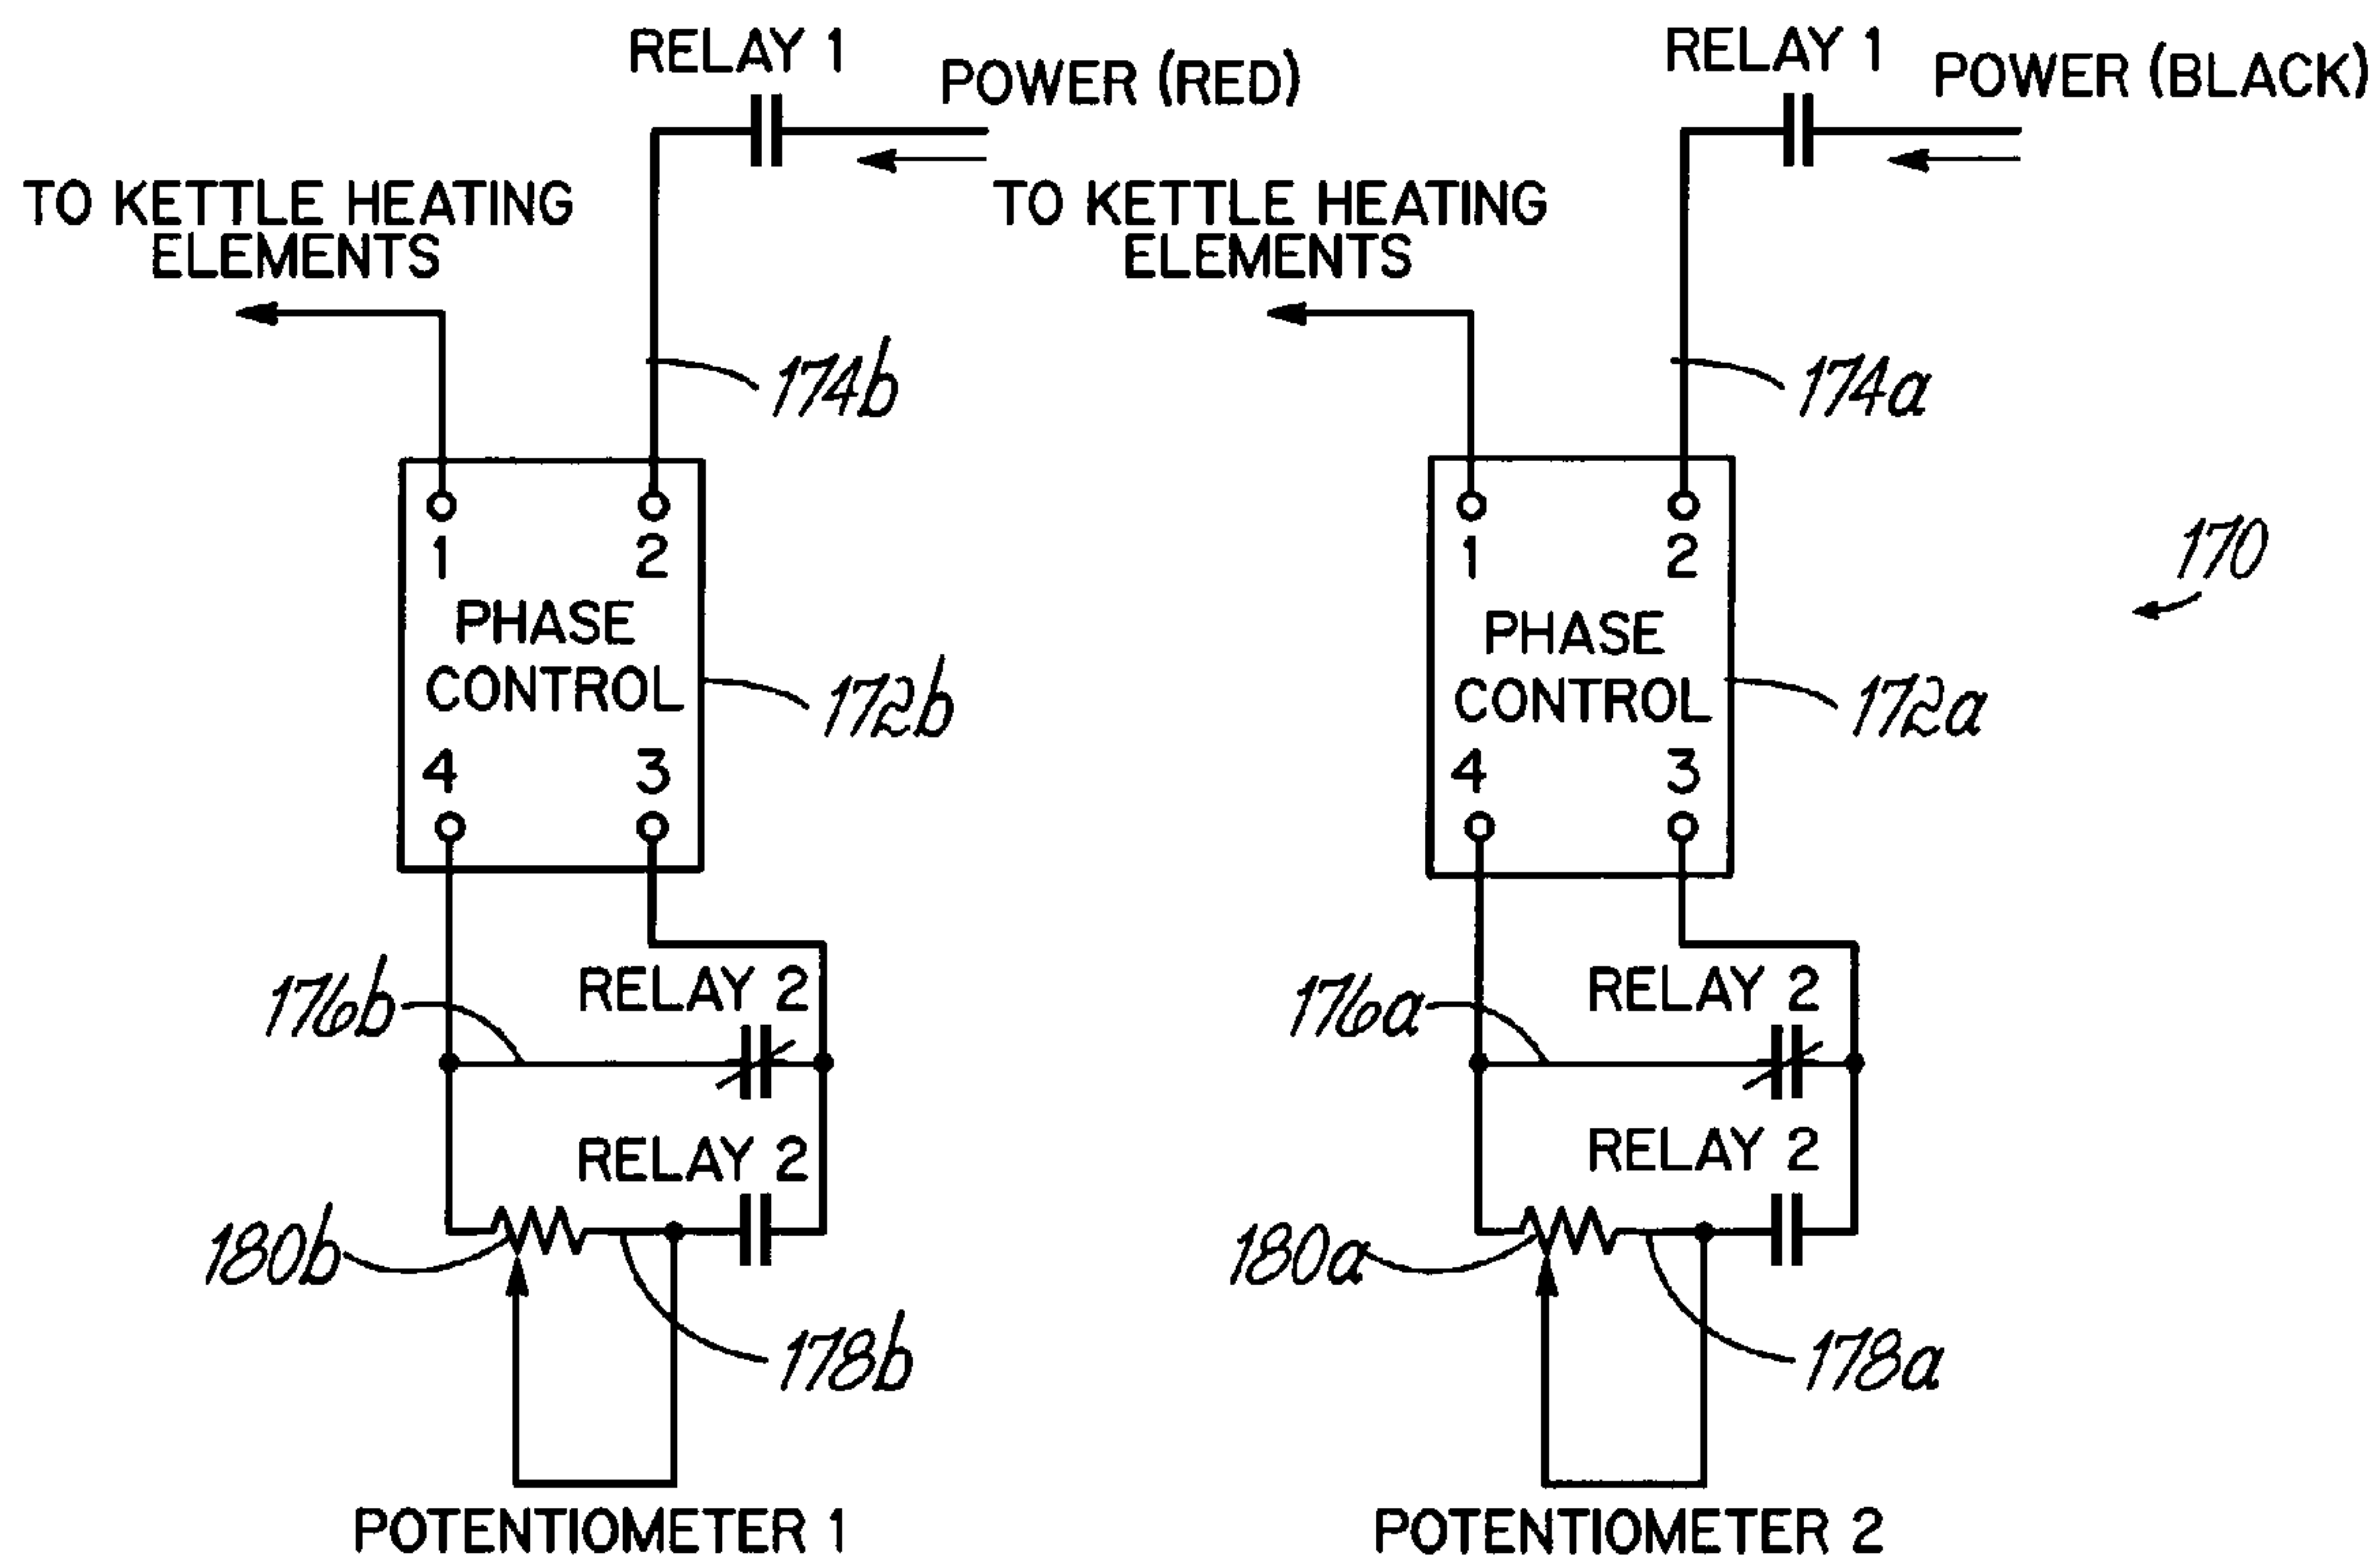 RELAY 1
POWER (RED)
TO KETTLE HEATING
ELEMENTS
174b
1
2
PHASE
CONTROL
172b
4
3
176b
RELAY 2
RELAY 2
180b
178b
POTENTIOMETER 1
RELAY 1
POWER (BLACK)
TO KETTLE HEATING
ELEMENTS
174a
1
2
170
PHASE
CONTROL
172a
4
3
176a
RELAY 2
RELAY 2
180a
178a
POTENTIOMETER 2